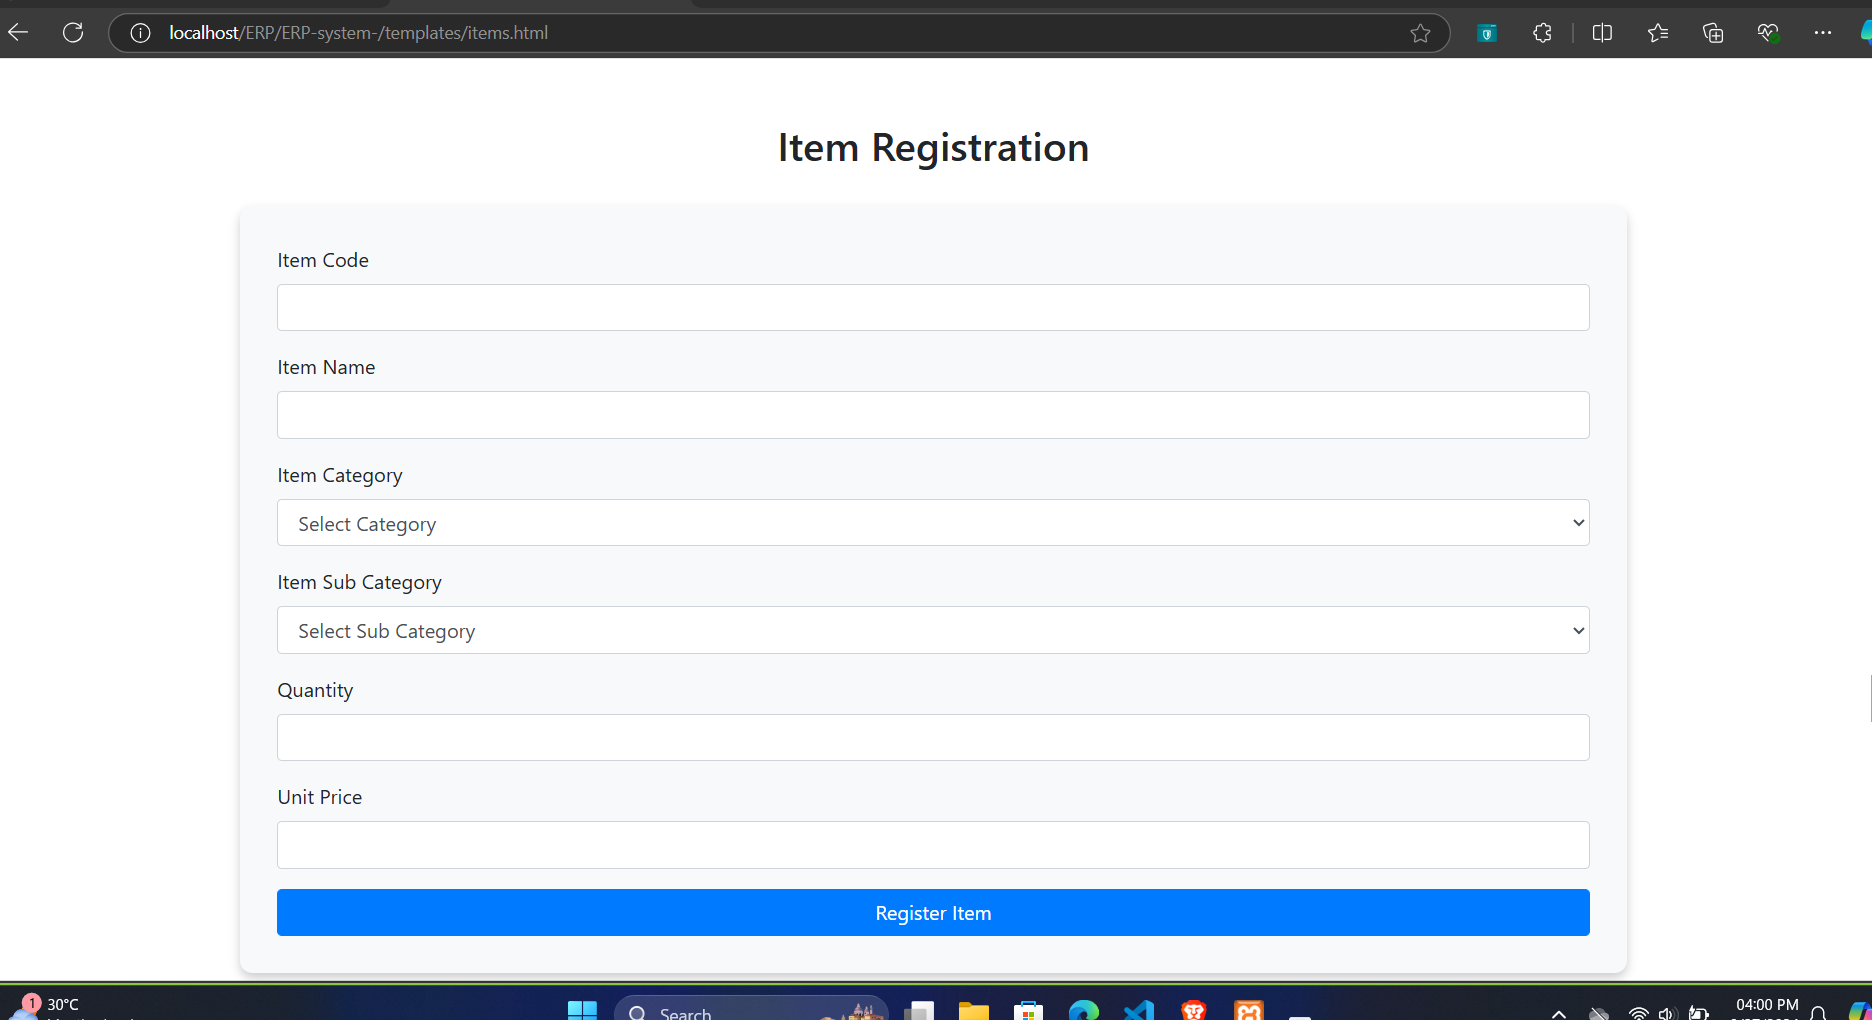 localhost/ERP/ERP-system-/templates/items.html
Item Registration
Item Code
Item Name
Item Category
Select Category
Item Sub Category
Select Sub Category
Quantity
Unit Price
Register Item
1
30°C
Search
04:00 PM